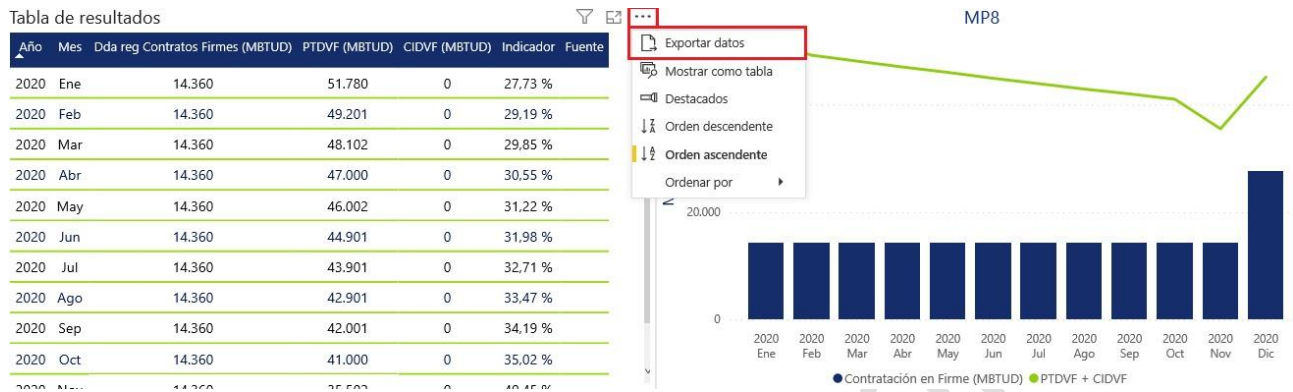 Tabla de resultados
Año Mes Dda reg Contratos Firmes (MBTUD) PTDVF (MBTUD) CIDVF (MBTUD) Indicador Fuente
2020 Ene 14.360 51.780 0 27,73 %
2020 Feb 14.360 49.201 0 29,19 %
2020 Mar 14.360 48.102 0 29,85 %
2020 Abr 14.360 47.000 0 30,55 %
2020 May 14.360 46.002 0 31,22 %
2020 Jun 14.360 44.901 0 31,98 %
2020 Jul 14.360 43.901 0 32,71 %
2020 Ago 14.360 42.901 0 33,47 %
2020 Sep 14.360 42.001 0 34,19 %
2020 Oct 14.360 41.000 0 35,02 %
Exportar datos
Mostrar como tabla
Destacados
Orden descendente
Orden ascendente
Ordenar por
MP8
20.000
0
2020 2020 2020 2020 2020 2020 2020 2020 2020 2020 2020 2020
Ene Feb Mar Abr May Jun Jul Ago Sep Oct Nov Dic
Contratación en Firme (MBTUD) PTDVF + CIDVF